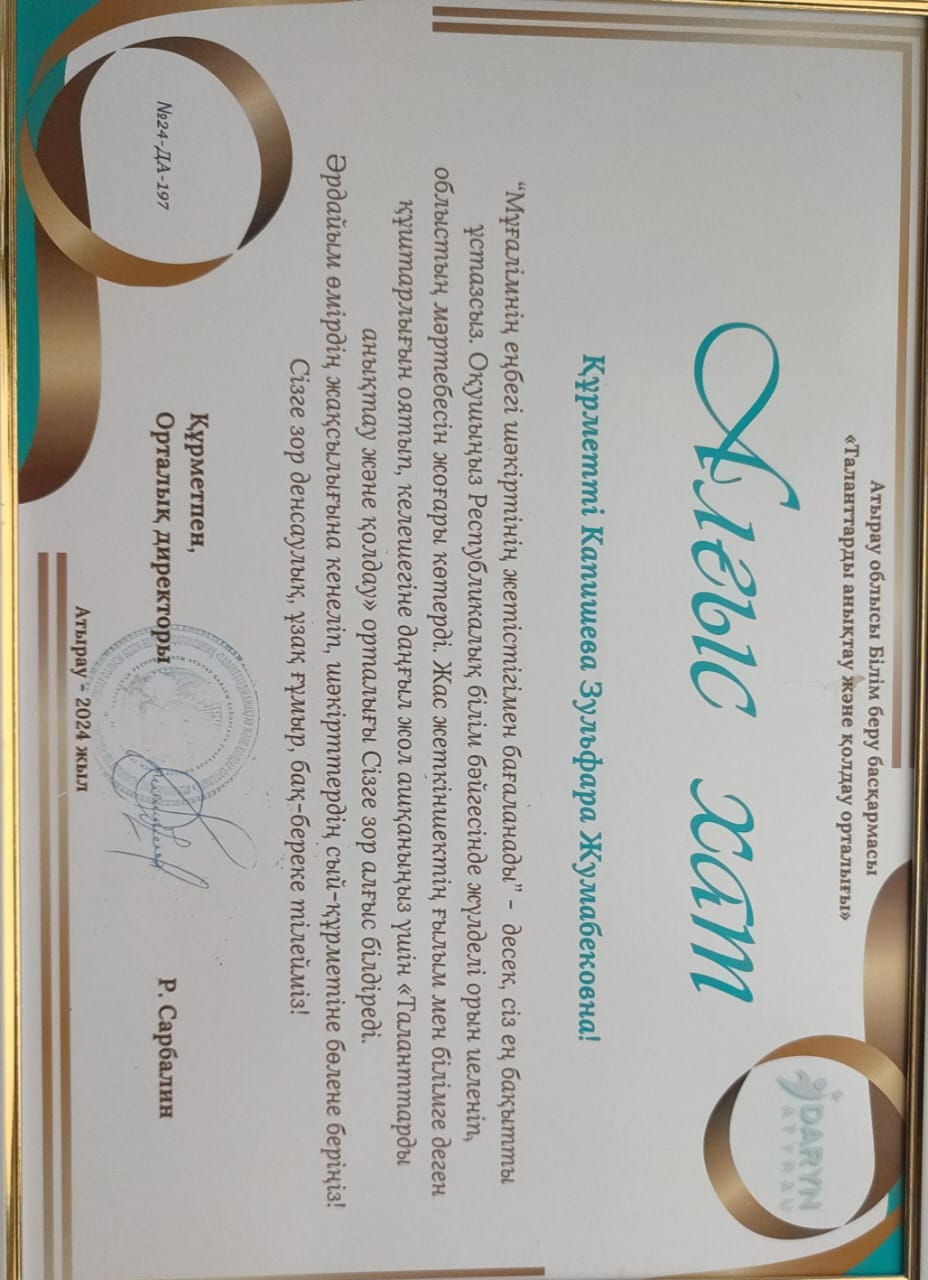 Атырау облысы Білім беру басқармасы
«Таланттарды анықтау және қолдау орталығы»
DARYN
ATYRAU
Алғыс хат
Құрметті Капишева Зульфара Жумабековна!
“Мұғалімнің еңбегі шәкіртінің жетістігімен бағаланады” - десек, сіз ең бақытты
ұстазсыз. Оқушыңыз Республикалық білім бәйгесінде жүлделі орын иеленіп,
облыстың мәртебесін жоғары көтерді. Жас жеткіншектің ғылым мен білімге деген
құштарлығын оятып, келешегіне даңғыл жол ашқаныңыз үшін «Таланттарды
анықтау және қолдау» орталығы Сізге зор алғыс білдіреді.
Әрдайым өмірдің жақсылығына кенеліп, шәкірттердің сый-құрметіне бөлене беріңіз!
Сізге зор денсаулық, ұзақ ғұмыр, бақ-береке тілейміз!
Құрметпен,
Орталық директоры
Р. Сарбалин
№24-ДА-197
Атырау - 2024 жыл